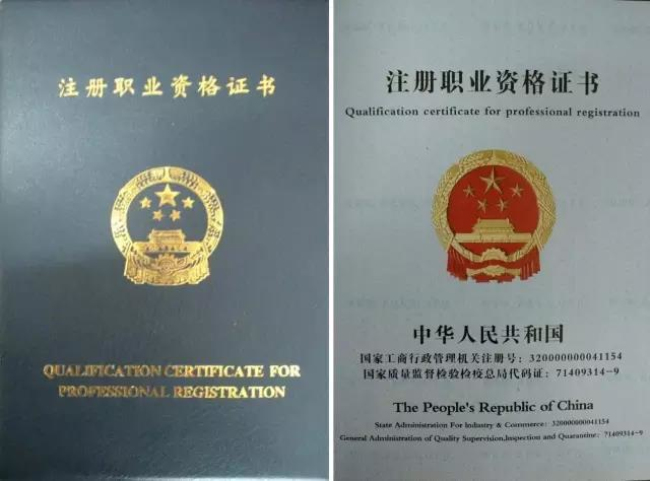 注册职业资格证书
QUALIFICATION CERTIFICATE FOR
PROFESSIONAL REGISTRATION
注册职业资格证书
Qualification certificate for professional registration
中华人民共和国
国家工商行政管理机关注册号：320000000041154
国家质量监督检验检疫总局代码证：71409314-9
The People's Republic of China
State Administration For Industry & Commerce：320000000041154
General Administration of Quality Supervision,Inspection and Quarantine：71409314-9